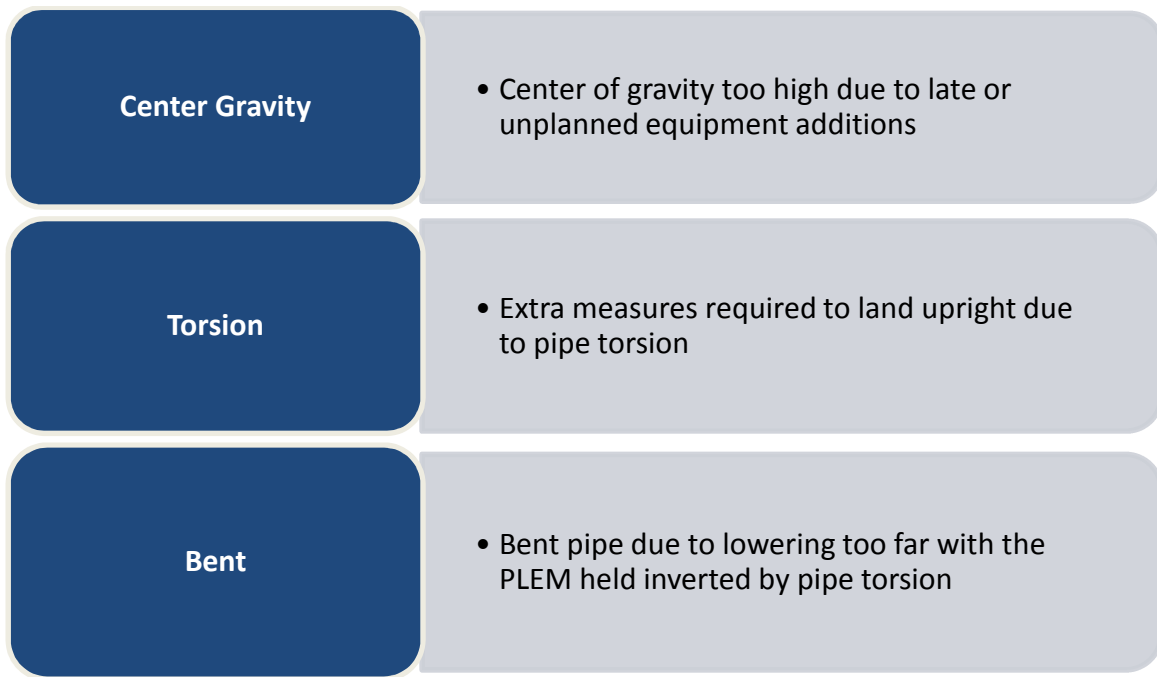 Center Gravity
• Center of gravity too high due to late or
unplanned equipment additions
Torsion
• Extra measures required to land upright due
to pipe torsion
Bent
• Bent pipe due to lowering too far with the
PLEM held inverted by pipe torsion